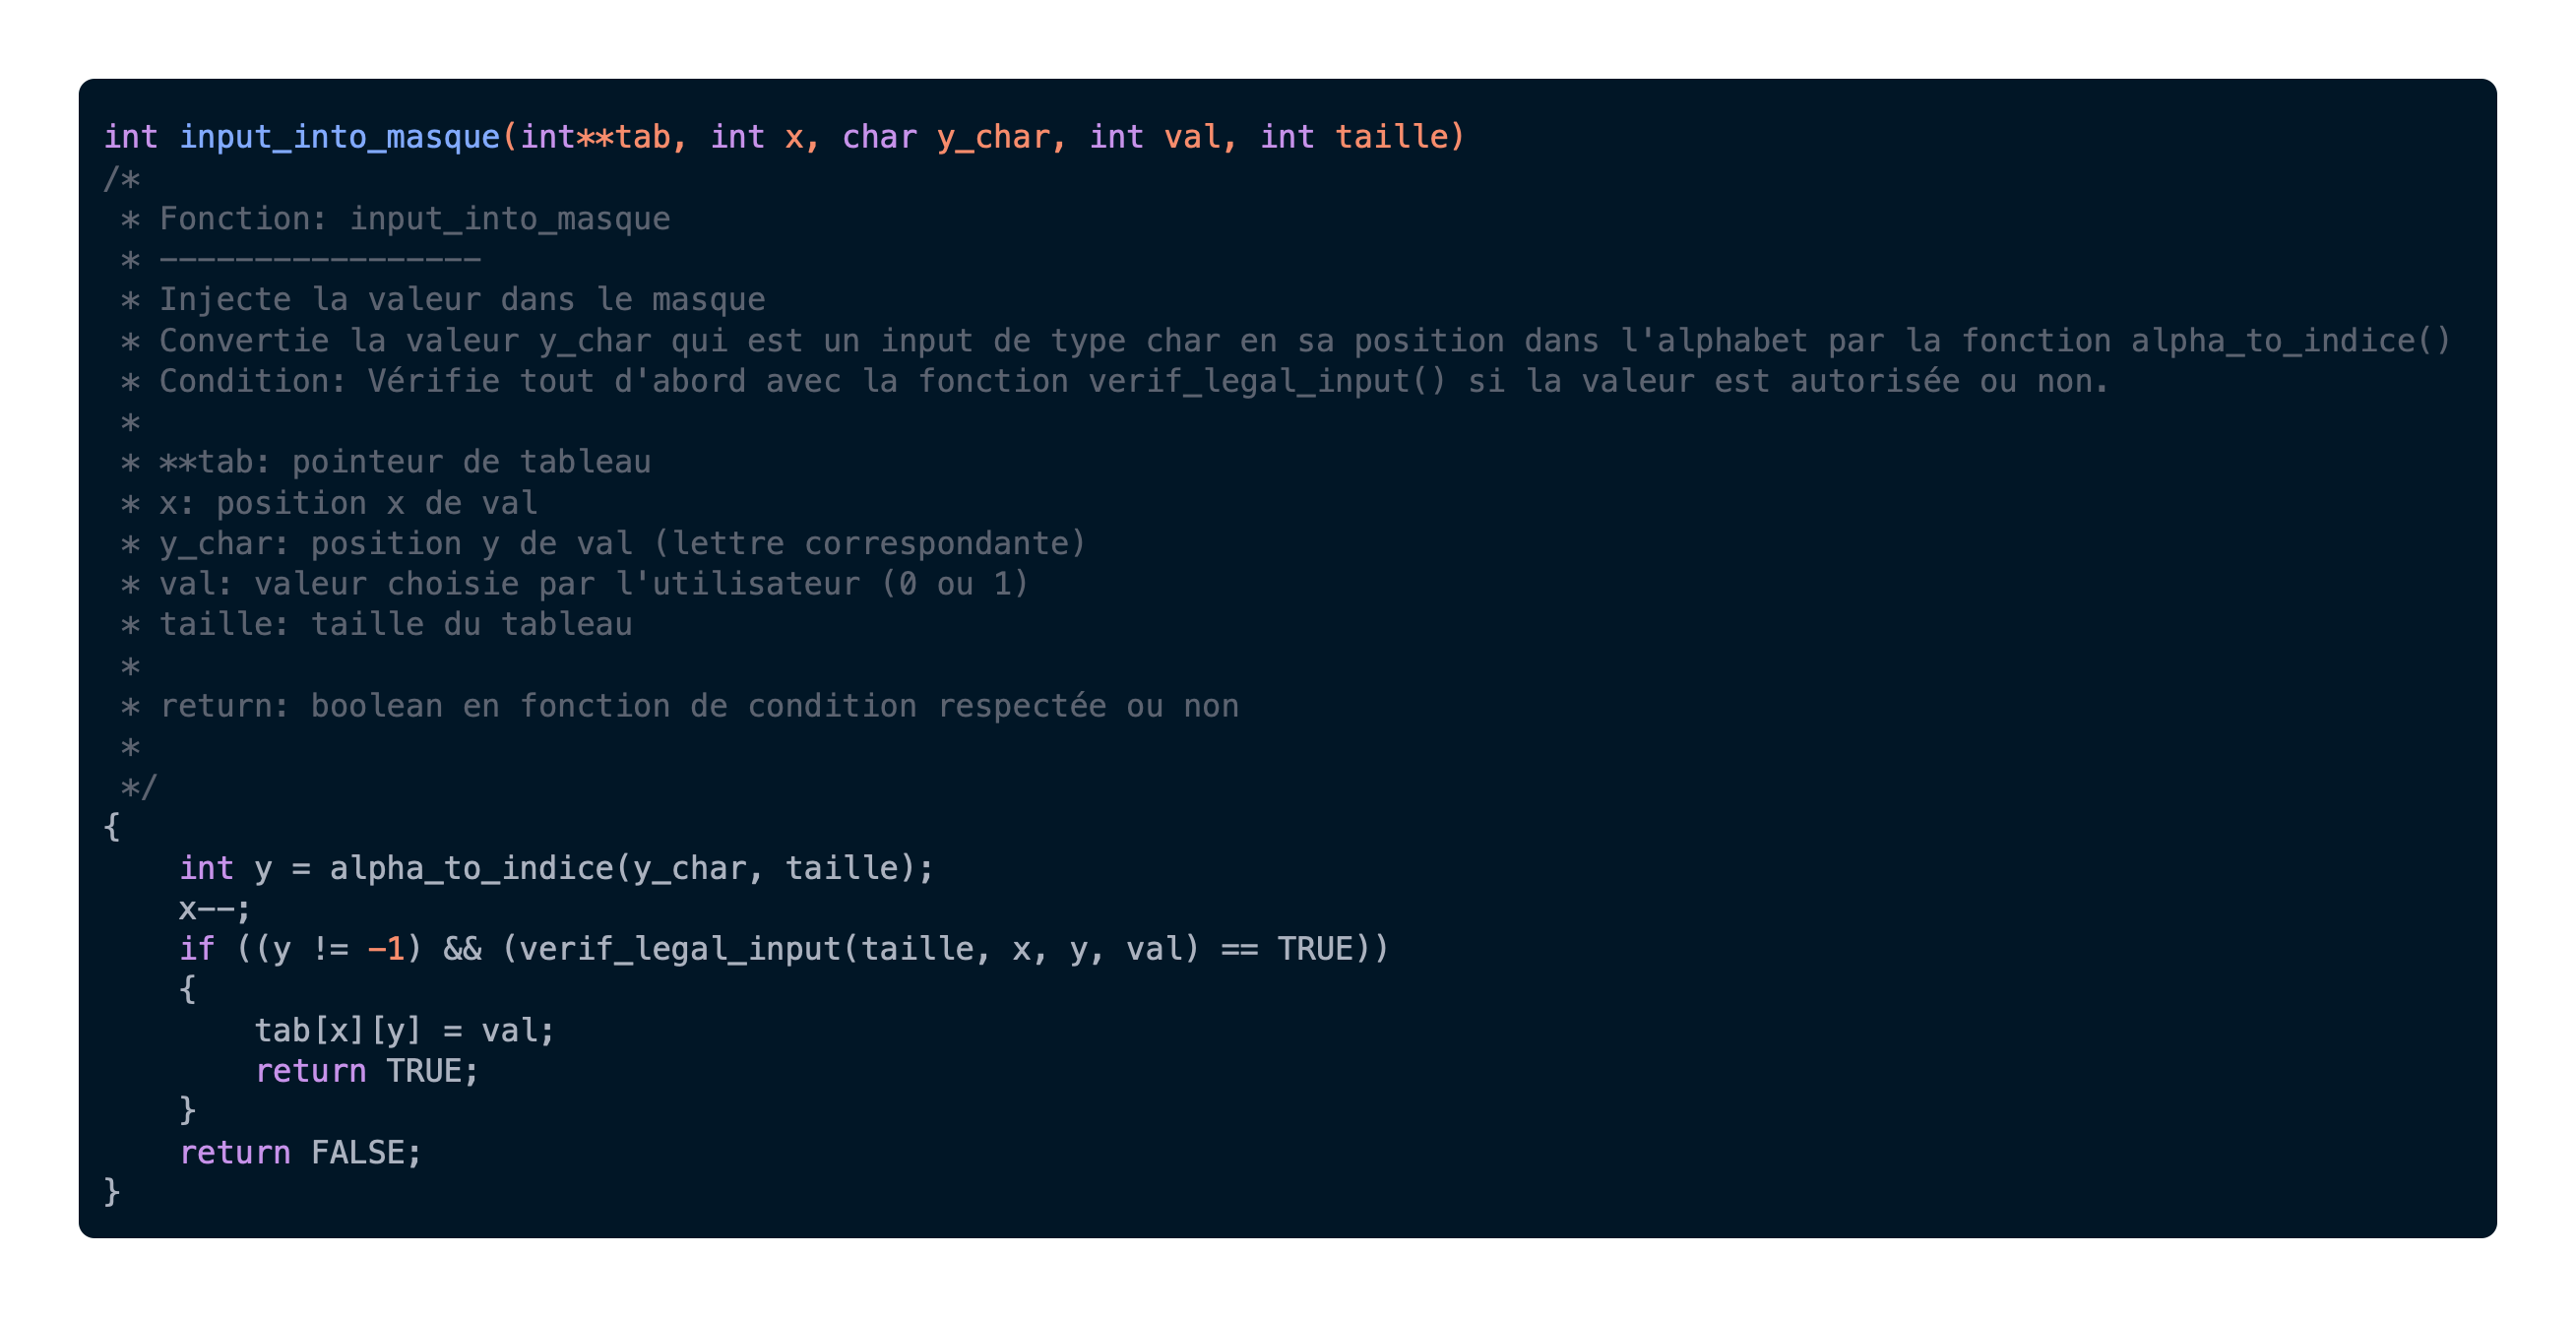 int input_into_masque(int**tab, int x, char y_char, int val, int taille)
/*
 * Fonction: input_into_masque
 * -----------------
 * Injecte la valeur dans le masque
 * Convertie la valeur y_char qui est un input de type char en sa position dans l'alphabet par la fonction alpha_to_indice()
 * Condition: Vérifie tout d'abord avec la fonction verif_legal_input() si la valeur est autorisée ou non.
 *
 * **tab: pointeur de tableau
 * x: position x de val
 * y_char: position y de val (lettre correspondante)
 * val: valeur choisie par l'utilisateur (0 ou 1)
 * taille: taille du tableau
 *
 * return: boolean en fonction de condition respectée ou non
 *
 */
{
    int y = alpha_to_indice(y_char, taille);
    x--;
    if ((y != -1) && (verif_legal_input(taille, x, y, val) == TRUE))
    {
        tab[x][y] = val;
        return TRUE;
    }
    return FALSE;
}